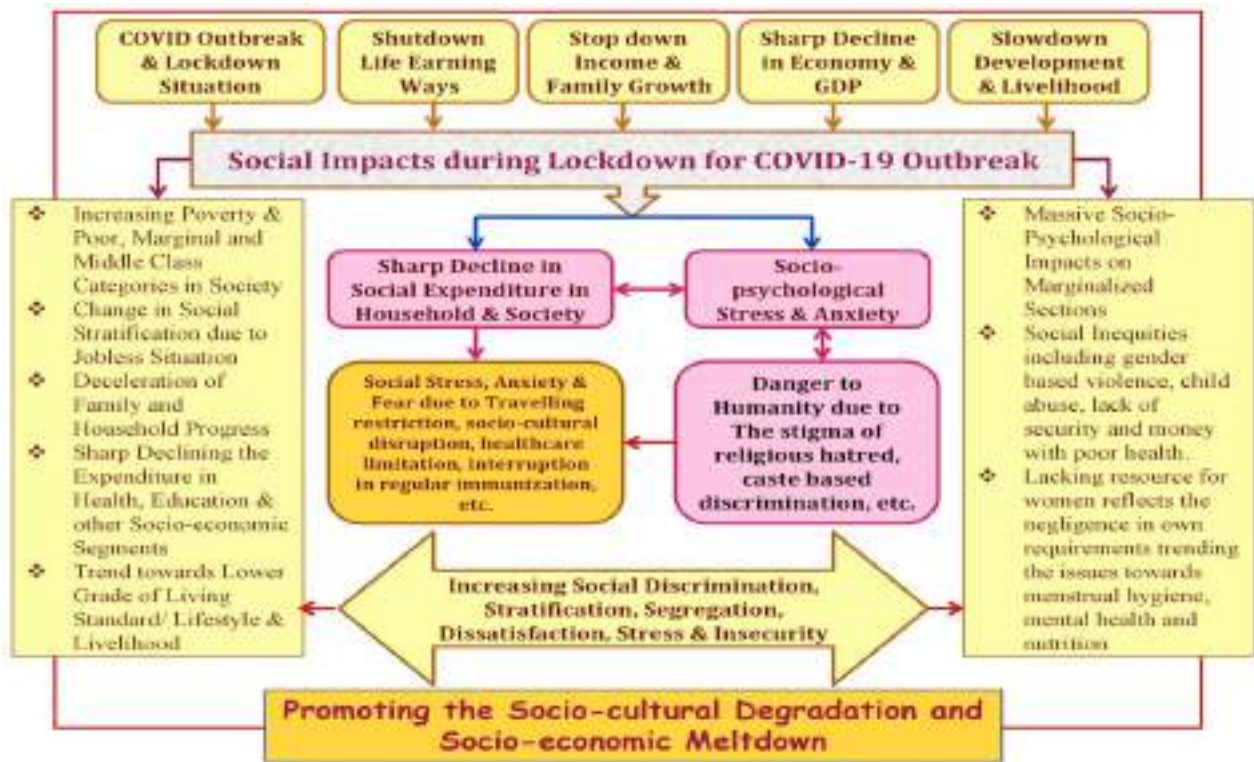 COVID Outbreak
& Lockdown
Situation
Shutdown
Life Earning
Ways
Stop down
Income &
Family Growth
Sharp Decline
in Economy &
GDP
Slowdown
Development
& Livelihood
Social Impacts during Lockdown for COVID-19 Outbreak
❖ Increasing Poverty &
Poor, Marginal and
Middle Class
Categories in Society
❖ Change in Social
Stratification due to
Jobless Situation
❖ Deceleration of
Family and
Household Progress
❖ Sharp Declining the
Expenditure in
Health, Education &
other Socio-economic
Segments
❖ Trend towards Lower
Grade of Living
Standard/ Lifestyle &
Livelihood
Sharp Decline in
Social Expenditure in
Household & Society
Socio-
psychological
Stress & Anxiety
Social Stress, Anxiety &
Fear due to Travelling
restriction, socio-cultural
disruption, healthcare
limitation, interruption
in regular immunization,
etc.
Danger to
Humanity due to
The stigma of
religious hatred,
caste based
discrimination, etc.
❖ Massive Socio-
Psychological
Impacts on
Marginalized
Sections
❖ Social Inequities
including gender
based violence, child
abuse, lack of
security and money
with poor health.
❖ Lacking resource for
women reflects the
negligence in own
requirements trending
the issues towards
menstrual hygiene,
mental health and
nutrition
Increasing Social Discrimination,
Stratification, Segregation,
Dissatisfaction, Stress & Insecurity
Promoting the Socio-cultural Degradation and
Socio-economic Meltdown